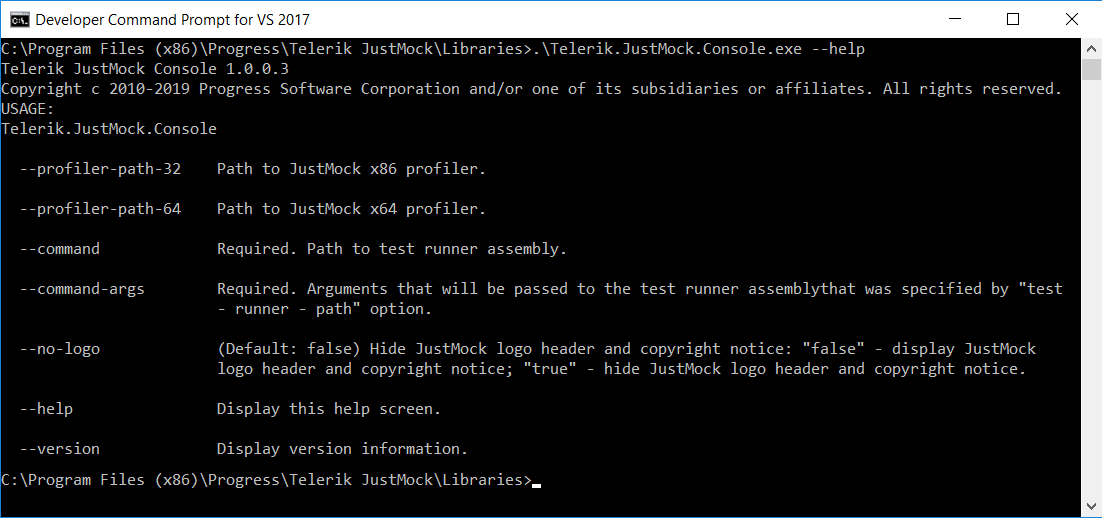 Developer Command Prompt for VS 2017
C:\Program Files (x86)\Progress\Telerik JustMock\Libraries>.\Telerik.JustMock.Console.exe --help
Telerik JustMock Console 1.0.0.3
Copyright c 2010-2019 Progress Software Corporation and/or one of its subsidiaries or affiliates. All rights reserved.
USAGE:
Telerik.JustMock.Console
--profiler-path-32 Path to JustMock x86 profiler.
--profiler-path-64 Path to JustMock x64 profiler.
--command Required. Path to test runner assembly.
--command-args Required. Arguments that will be passed to the test runner assemblythat was specified by "test
- runner - path" option.
--no-logo (Default: false) Hide JustMock logo header and copyright notice: "false" - display JustMock
logo header and copyright notice; "true" - hide JustMock logo header and copyright notice.
--help Display this help screen.
--version Display version information.
C:\Program Files (x86)\Progress\Telerik JustMock\Libraries>